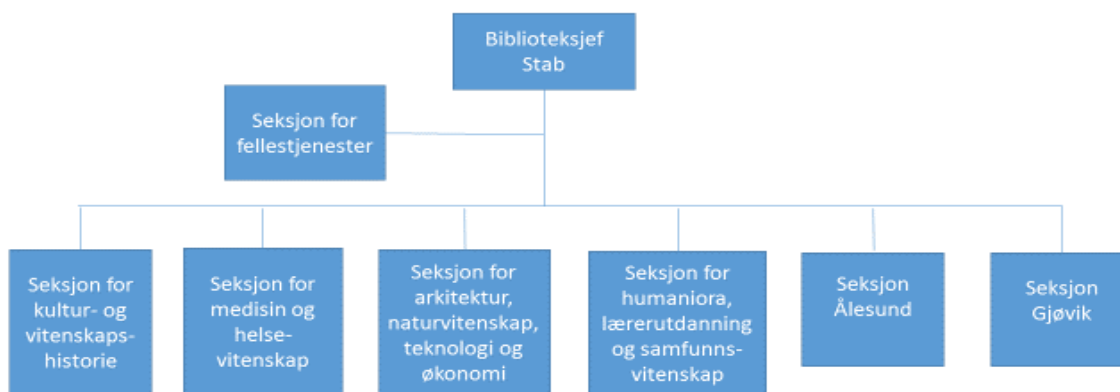 Biblioteksjef
Stab
Seksjon for
fellestjenester
Seksjon for
kultur- og
vitenskaps-
historie
Seksjon for
medisin og
helse-
vitenskap
Seksjon for
arkitektur,
naturvitenskap,
teknologi og
økonomi
Seksjon for
humaniora,
lærerutdanning
og samfunns-
vitenskap
Seksjon
Ålesund
Seksjon
Gjøvik